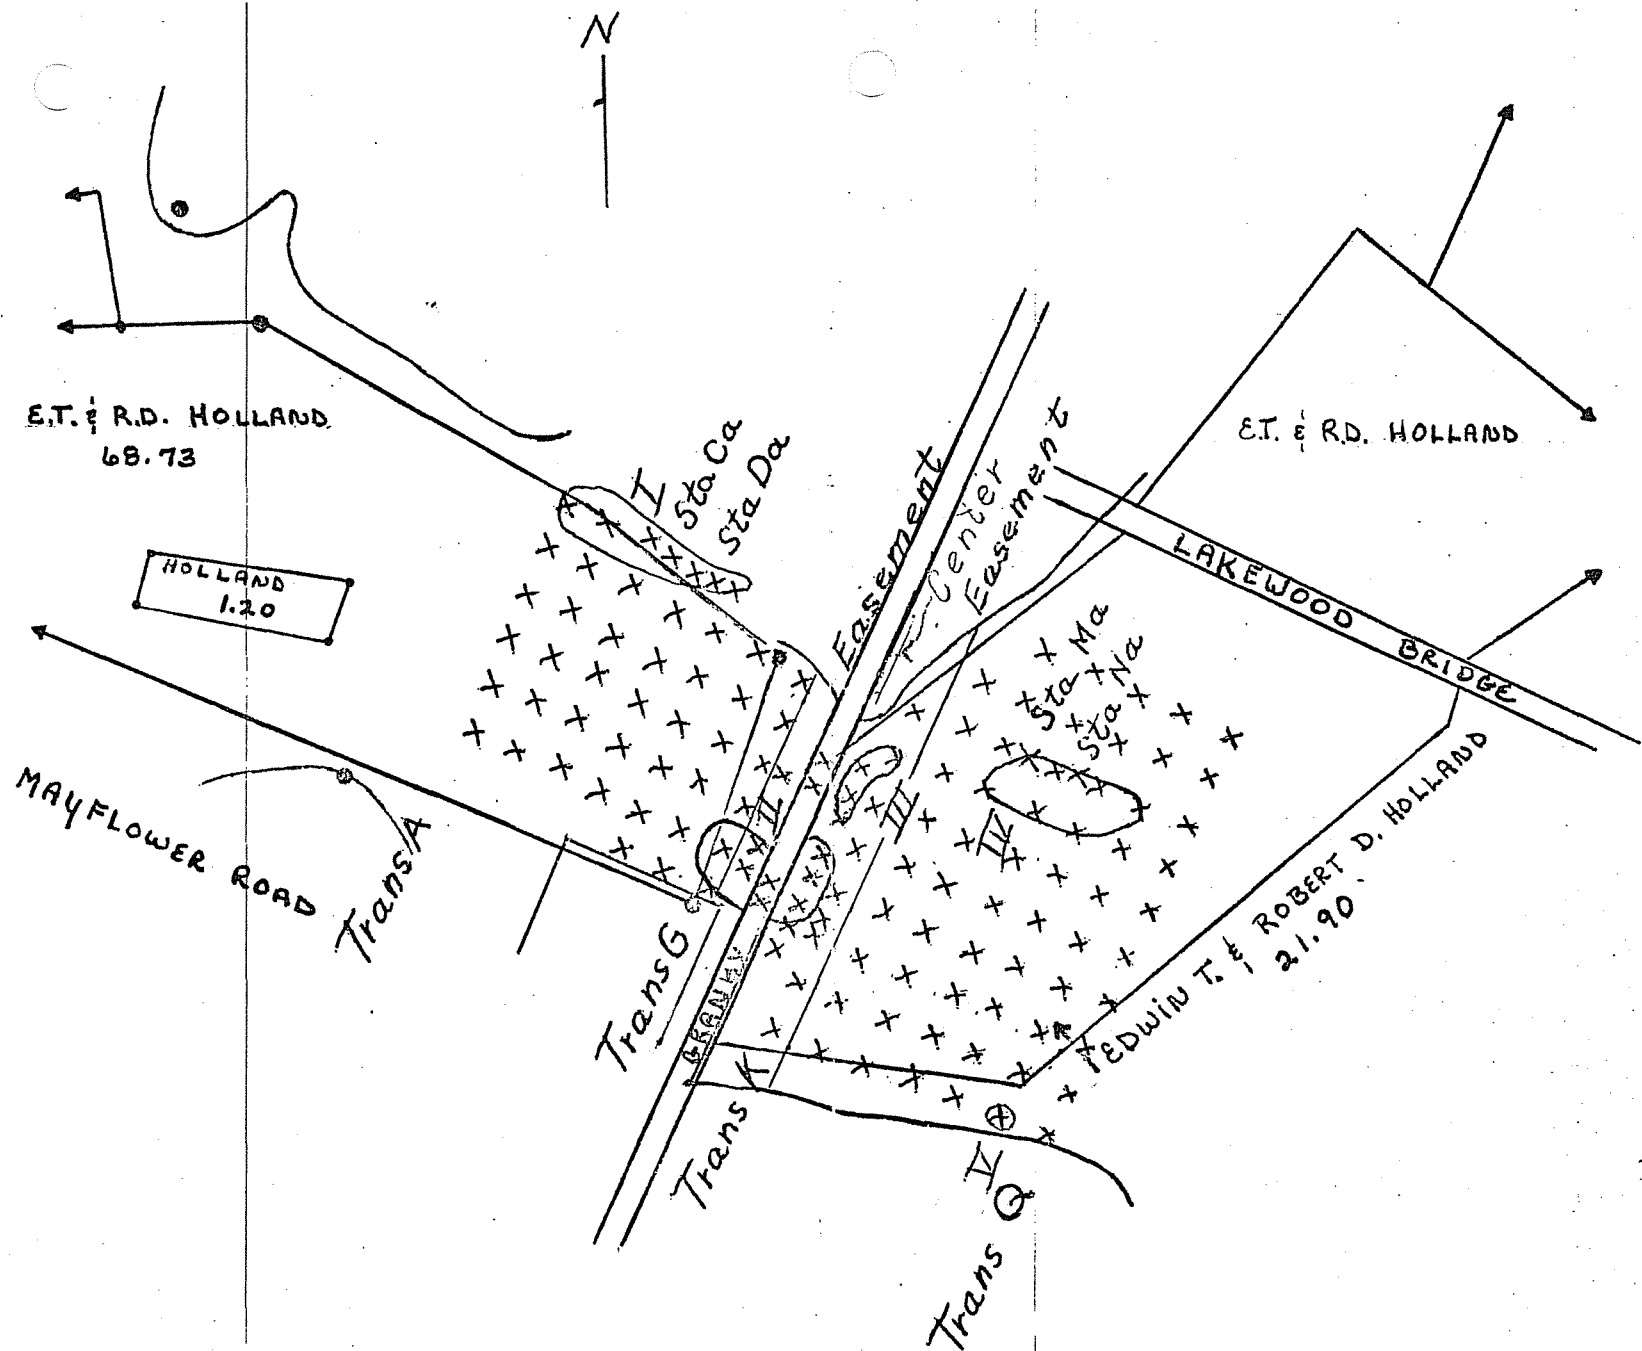 N
E.T. & R.D. HOLLAND
68.73
HOLLAND
1.20
I
Sta Ca
Sta Da
Easement
Center
Easement
E.T. & R.D. HOLLAND
LAKEWOOD BRIDGE
Sta Ma
Sta Na
MAYFLOWER ROAD
Trans A
II
III
IV
Trans G
Trans K
EDWIN T. & ROBERT D. HOLLAND
21.90
V
Trans Q